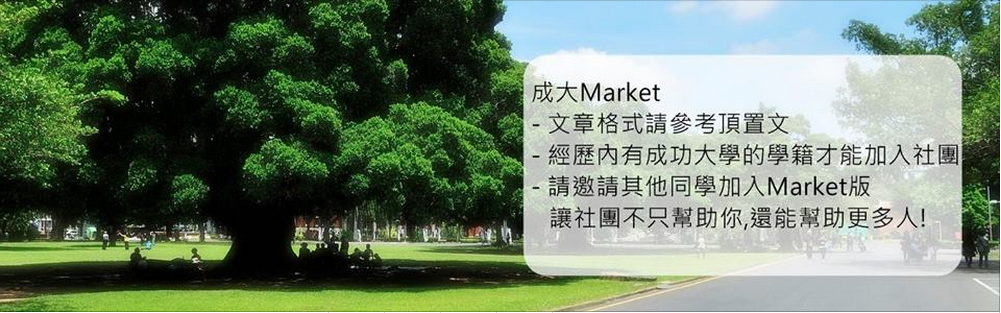 成大Market
- 文章格式請參考頂置文
- 經歷內有成功大學的學籍才能加入社團
- 請邀請其他同學加入Market版
讓社團不只幫助你,還能幫助更多人!